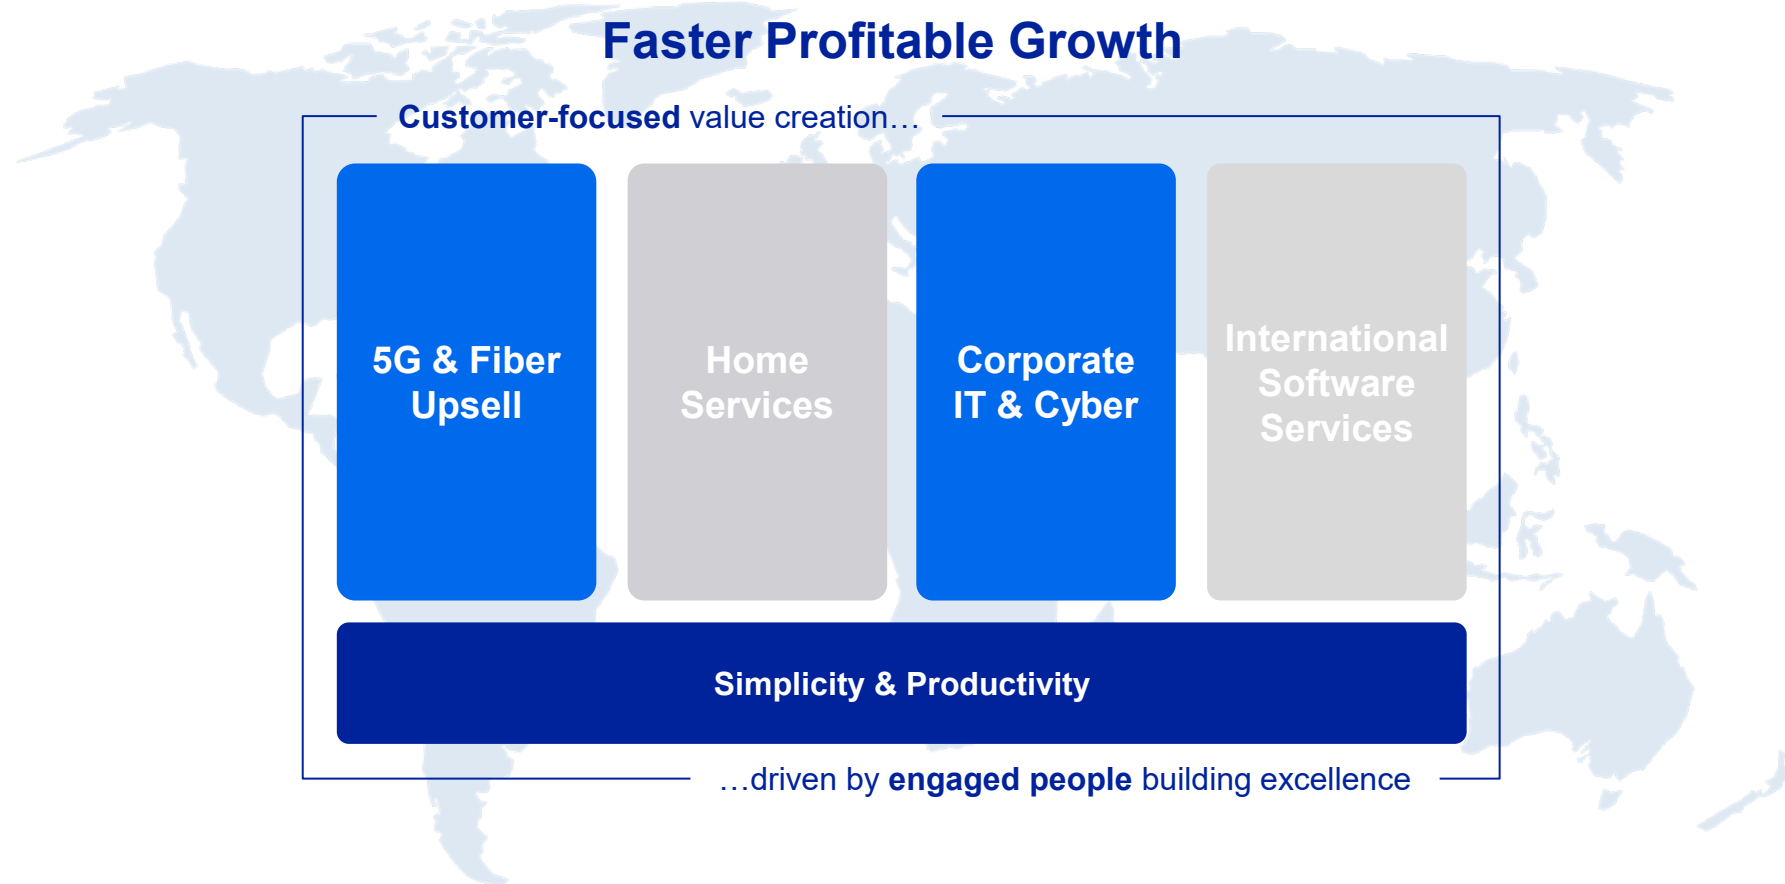 Faster Profitable Growth
Customer-focused value creation…
5G & Fiber
Upsell
Home
Services
Corporate
IT & Cyber
International
Software
Services
Simplicity & Productivity
…driven by engaged people building excellence